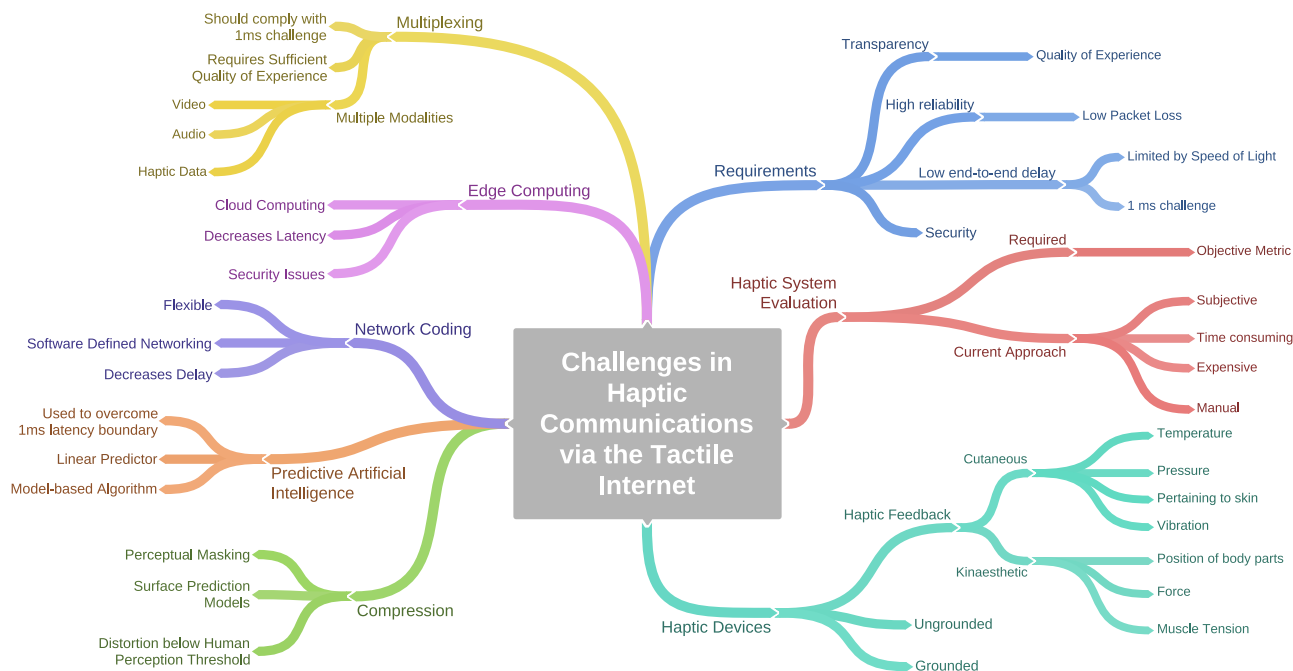 Challenges in
Haptic
Communications
via the Tactile
Internet
Multiplexing
Should comply with
1ms challenge
Requires Sufficient
Quality of Experience
Multiple Modalities
Video
Audio
Haptic Data
Edge Computing
Cloud Computing
Decreases Latency
Security Issues
Network Coding
Flexible
Software Defined Networking
Decreases Delay
Predictive Artificial
Intelligence
Used to overcome
1ms latency boundary
Linear Predictor
Model-based Algorithm
Compression
Perceptual Masking
Surface Prediction
Models
Distortion below Human
Perception Threshold
Requirements
Transparency
Quality of Experience
High reliability
Low Packet Loss
Low end-to-end delay
Limited by Speed of Light
1 ms challenge
Security
Haptic System
Evaluation
Required
Objective Metric
Current Approach
Subjective
Time consuming
Expensive
Manual
Haptic Devices
Haptic Feedback
Cutaneous
Temperature
Pressure
Pertaining to skin
Vibration
Kinaesthetic
Position of body parts
Force
Muscle Tension
Ungrounded
Grounded